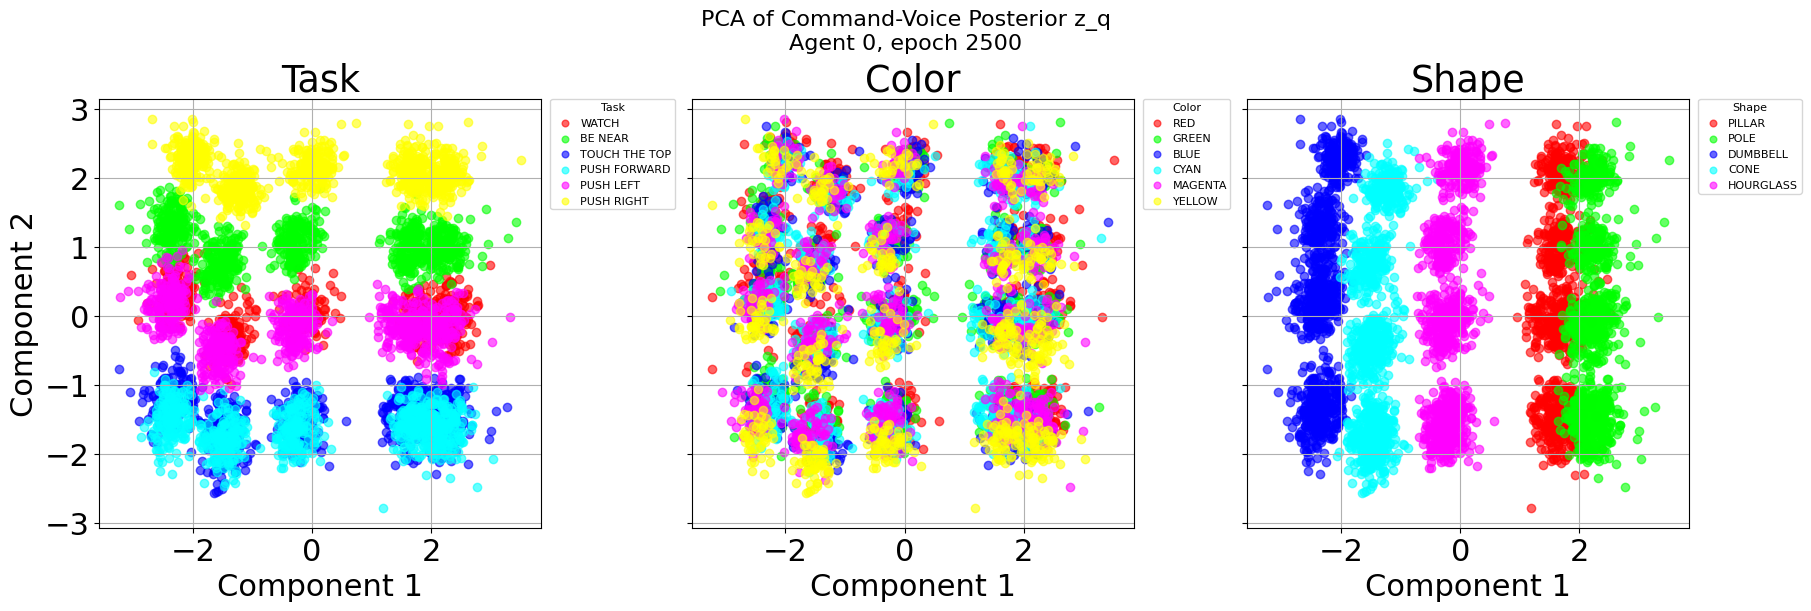 PCA of Command-Voice Posterior z_q
Agent 0, epoch 2500
Task
Component 2
3
2
1
0
−1
−2
−3
−2 0 2
Component 1
Task
WATCH
BE NEAR
TOUCH THE TOP
PUSH FORWARD
PUSH LEFT
PUSH RIGHT
Color
−2 0 2
Component 1
Color
RED
GREEN
BLUE
CYAN
MAGENTA
YELLOW
Shape
−2 0 2
Component 1
Shape
PILLAR
POLE
DUMBBELL
CONE
HOURGLASS